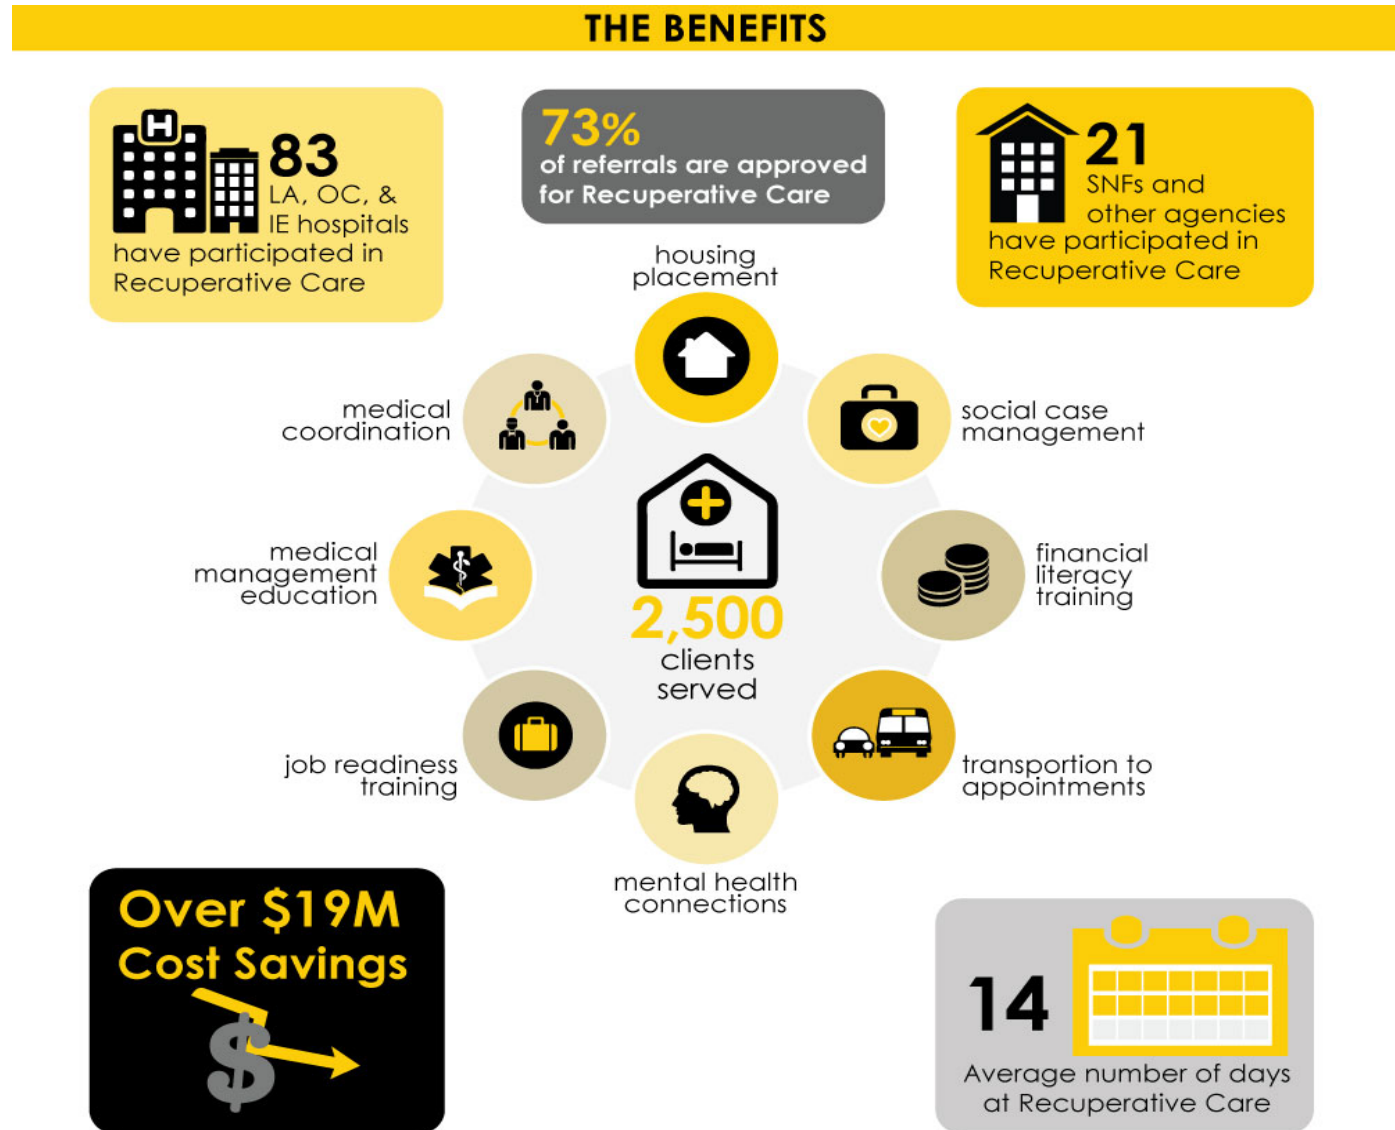 THE BENEFITS
83
LA, OC, &
IE hospitals
have participated in
Recuperative Care
73%
of referrals are approved
for Recuperative Care
21
SNFs and
other agencies
have participated in
Recuperative Care
housing
placement
medical
coordination
social case
management
medical
management
education
financial
literacy
training
2,500
clients
served
job readiness
training
transportion to
appointments
mental health
connections
Over $19M
Cost Savings
$
14
Average number of days
at Recuperative Care
H